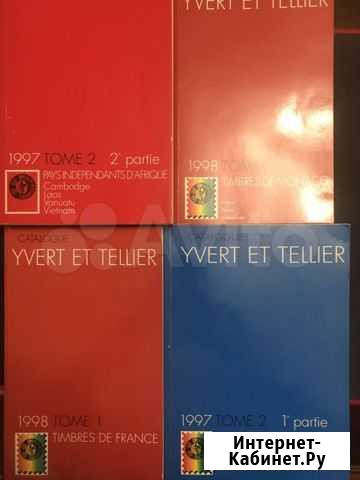 1997 TOME 2 2e partie
PAYS INDEPENDANTS D'AFRIQUE
Cambodge
Laos
Vanuatu
Vietnam
YVERT ET TELLIER
1998
TIMBRES DE MONACO
CATALOGUE
YVERT ET TELLIER
1998 TOME 1
TIMBRES DE FRANCE
YVERT ET TELLIER
1997 TOME 2 1re partie
Avito
Интернет-
Кабинет.Ру